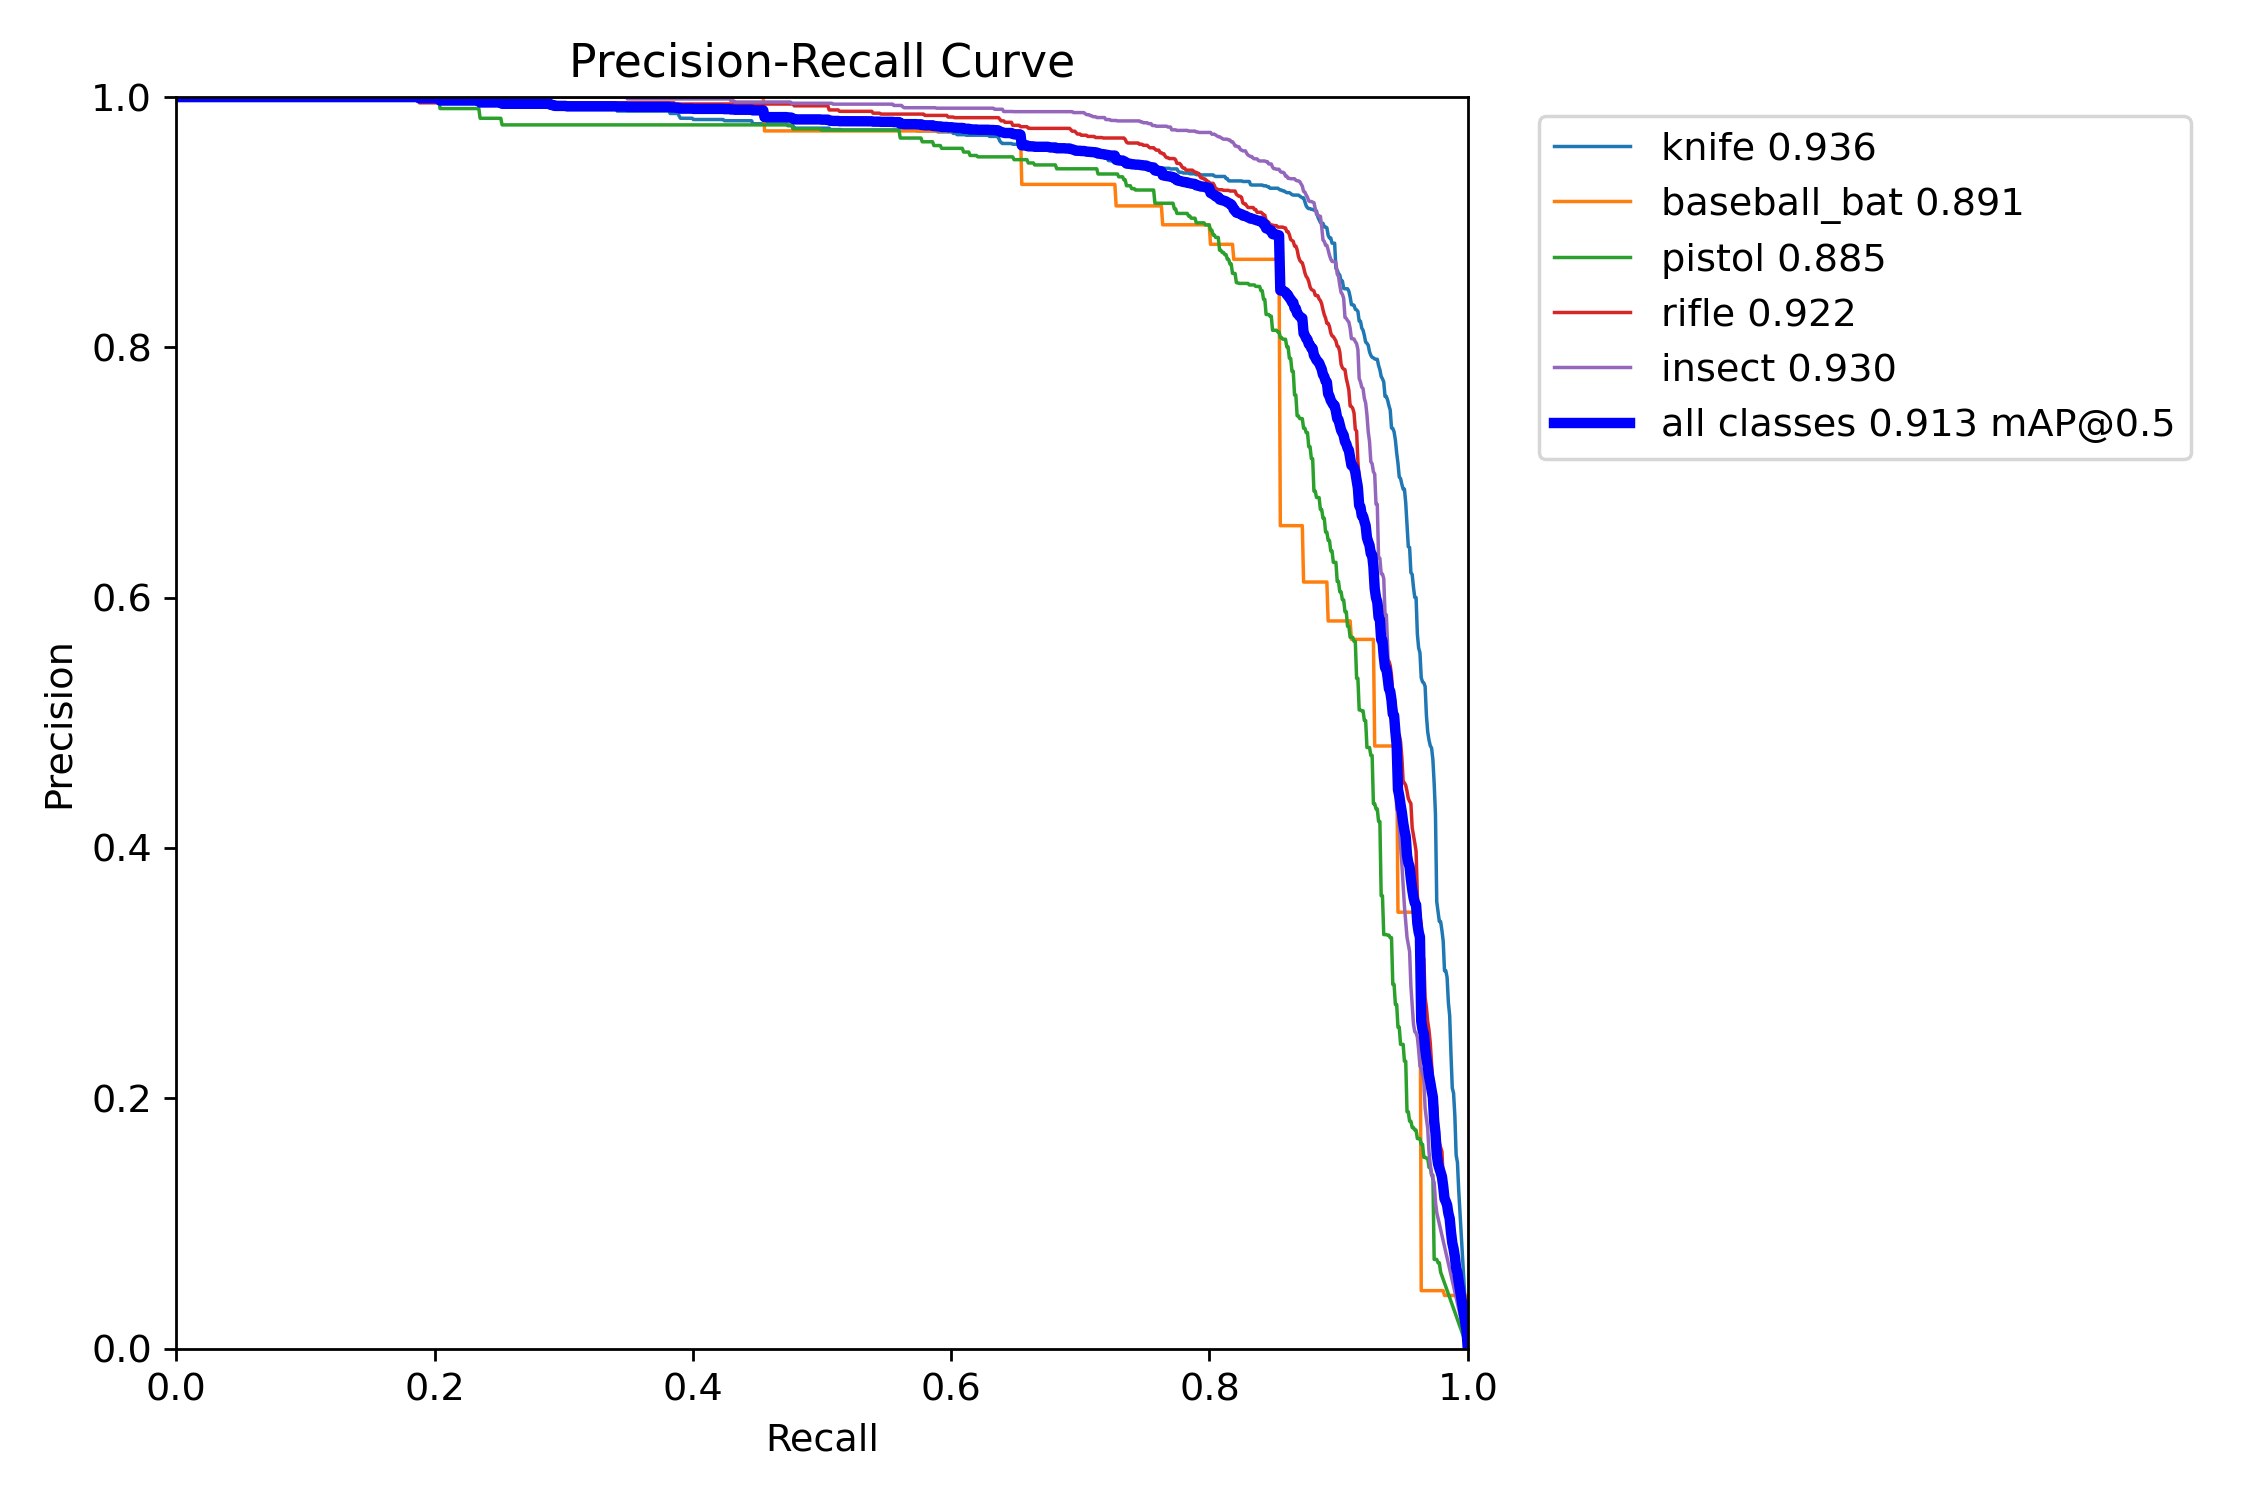 Precision-Recall Curve
1.0
0.8
0.6
0.4
0.2
0.0
Precision
0.0 0.2 0.4 0.6 0.8 1.0
Recall
knife 0.936
baseball_bat 0.891
pistol 0.885
rifle 0.922
insect 0.930
all classes 0.913 mAP@0.5